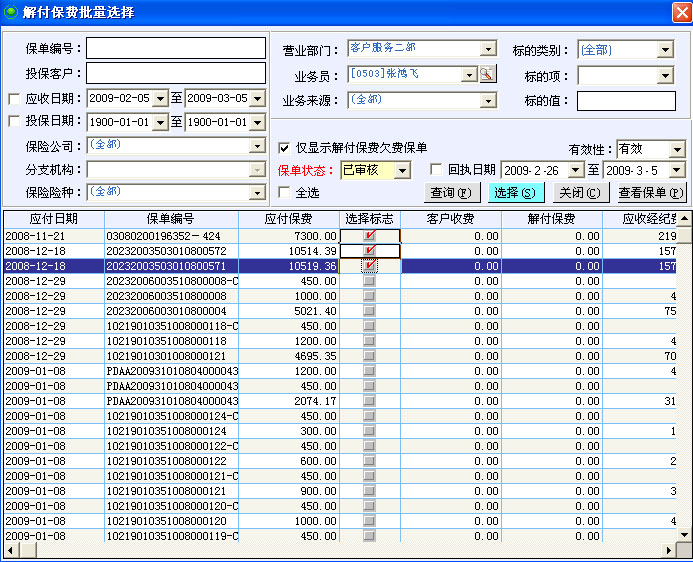 解付保费批量选择
保单编号:
投保客户:
应收日期: 2009-02-05 至 2009-03-05
投保日期: 1900-01-01 至 1900-01-01
保险公司: (全部)
分支机构:
保险险种: (全部)
营业部门: 客户服务二部 标的类别: (全部)
业务员: [0503]张鸿飞 标的项:
业务来源: (全部) 标的值:
仅显示解付保费欠费保单 有效性: 有效
保单状态: 已审核 回执日期 2009- 2 -26 至 2009- 3 - 5
全选 查询(F) 选择(S) 关闭(C) 查看保单(P)
应付日期 保单编号 应付保费 选择标志 客户收费 解付保费 应收经纪费
2008-11-21 03080200196352－424 7300.00 0.00 0.00 219
2008-12-18 20232003503010800572 10514.39 0.00 0.00 157
2008-12-18 20232003503010800571 10519.36 0.00 0.00 157
2008-12-29 20232006003510800008-C 450.00 0.00 0.00
2008-12-29 20232006003510800008 1000.00 0.00 0.00 4
2008-12-29 20232006003010800004 5021.40 0.00 0.00 75
2008-12-29 10219010351008000118-C 450.00 0.00 0.00
2008-12-29 10219010351008000118 1200.00 0.00 0.00 4
2008-12-29 10219010301008000121 4695.35 0.00 0.00 70
2009-01-08 PDAA200931010804000043 1200.00 0.00 0.00 4
2009-01-08 PDAA200931010804000043 450.00 0.00 0.00
2009-01-08 PDAA200931010804000043 2074.17 0.00 0.00 31
2009-01-08 10219010351008000124-C 450.00 0.00 0.00
2009-01-08 10219010351008000124 300.00 0.00 0.00 1
2009-01-08 10219010351008000122-C 450.00 0.00 0.00
2009-01-08 10219010351008000122 600.00 0.00 0.00 2
2009-01-08 10219010351008000121-C 450.00 0.00 0.00
2009-01-08 10219010351008000121 900.00 0.00 0.00 3
2009-01-08 10219010351008000120-C 450.00 0.00 0.00
2009-01-08 10219010351008000120 1000.00 0.00 0.00 4
2009-01-08 10219010351008000119-C 450.00 0.00 0.00